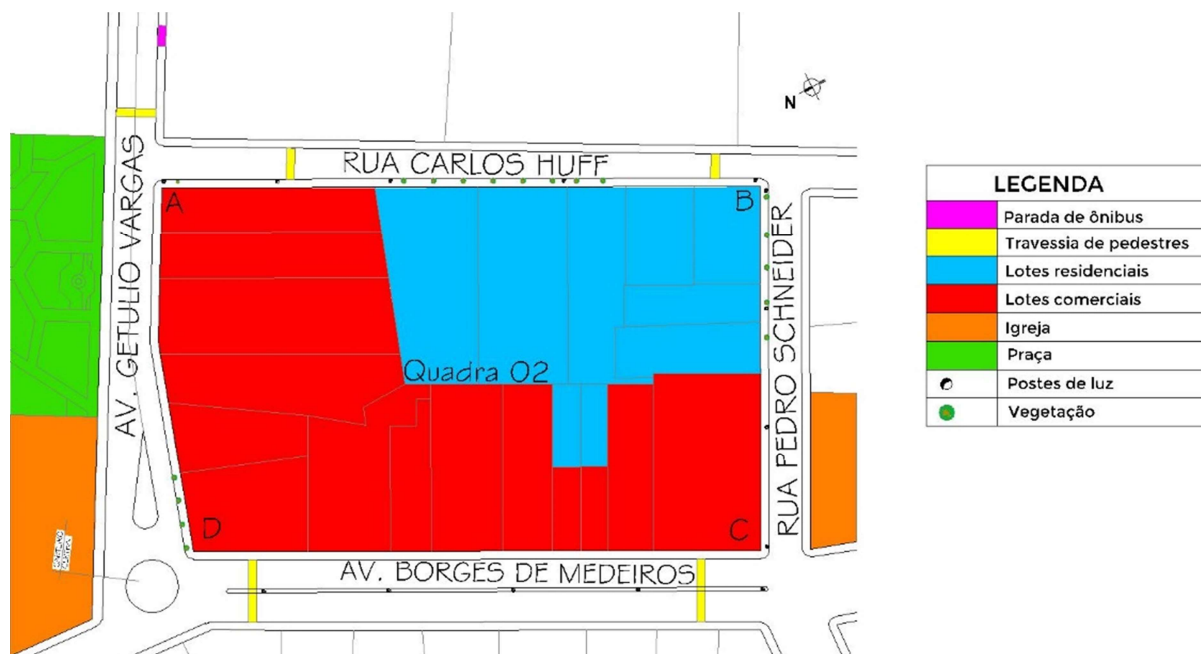 N
RUA CARLOS HUFF
AV. GETULIO VARGAS
A
B
RUA PEDRO SCHNEIDER
Quadra 02
D
C
AV. BORGES DE MEDEIROS
LEGENDA
Parada de ônibus
Travessia de pedestres
Lotes residenciais
Lotes comerciais
Igreja
Praça
Postes de luz
Vegetação